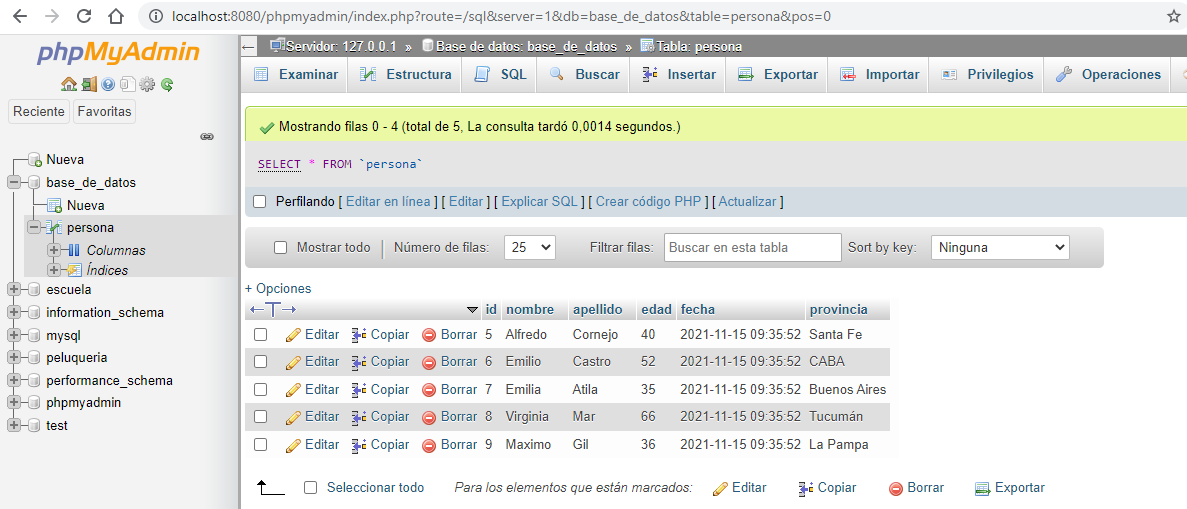 localhost:8080/phpmyadmin/index.php?route=/sql&server=1&db=base_de_datos&table=persona&pos=0
phpMyAdmin
Reciente Favoritas
Nueva
base_de_datos
Nueva
persona
Columnas
Índices
escuela
information_schema
mysql
peluqueria
performance_schema
phpmyadmin
test
Servidor: 127.0.0.1 » Base de datos: base_de_datos » Tabla: persona
Examinar Estructura SQL Buscar Insertar Exportar Importar Privilegios Operaciones
Mostrando filas 0 - 4 (total de 5, La consulta tardó 0,0014 segundos.)
SELECT * FROM `persona`
Perfilando [ Editar en línea ] [ Editar ] [ Explicar SQL ] [ Crear código PHP ] [ Actualizar ]
Mostrar todo | Número de filas: 25 Filtrar filas: Buscar en esta tabla Sort by key: Ninguna
+ Opciones
←T→ id nombre apellido edad fecha provincia
Editar Copiar Borrar 5 Alfredo Cornejo 40 2021-11-15 09:35:52 Santa Fe
Editar Copiar Borrar 6 Emilio Castro 52 2021-11-15 09:35:52 CABA
Editar Copiar Borrar 7 Emilia Atila 35 2021-11-15 09:35:52 Buenos Aires
Editar Copiar Borrar 8 Virginia Mar 66 2021-11-15 09:35:52 Tucumán
Editar Copiar Borrar 9 Maximo Gil 36 2021-11-15 09:35:52 La Pampa
Seleccionar todo Para los elementos que están marcados: Editar Copiar Borrar Exportar